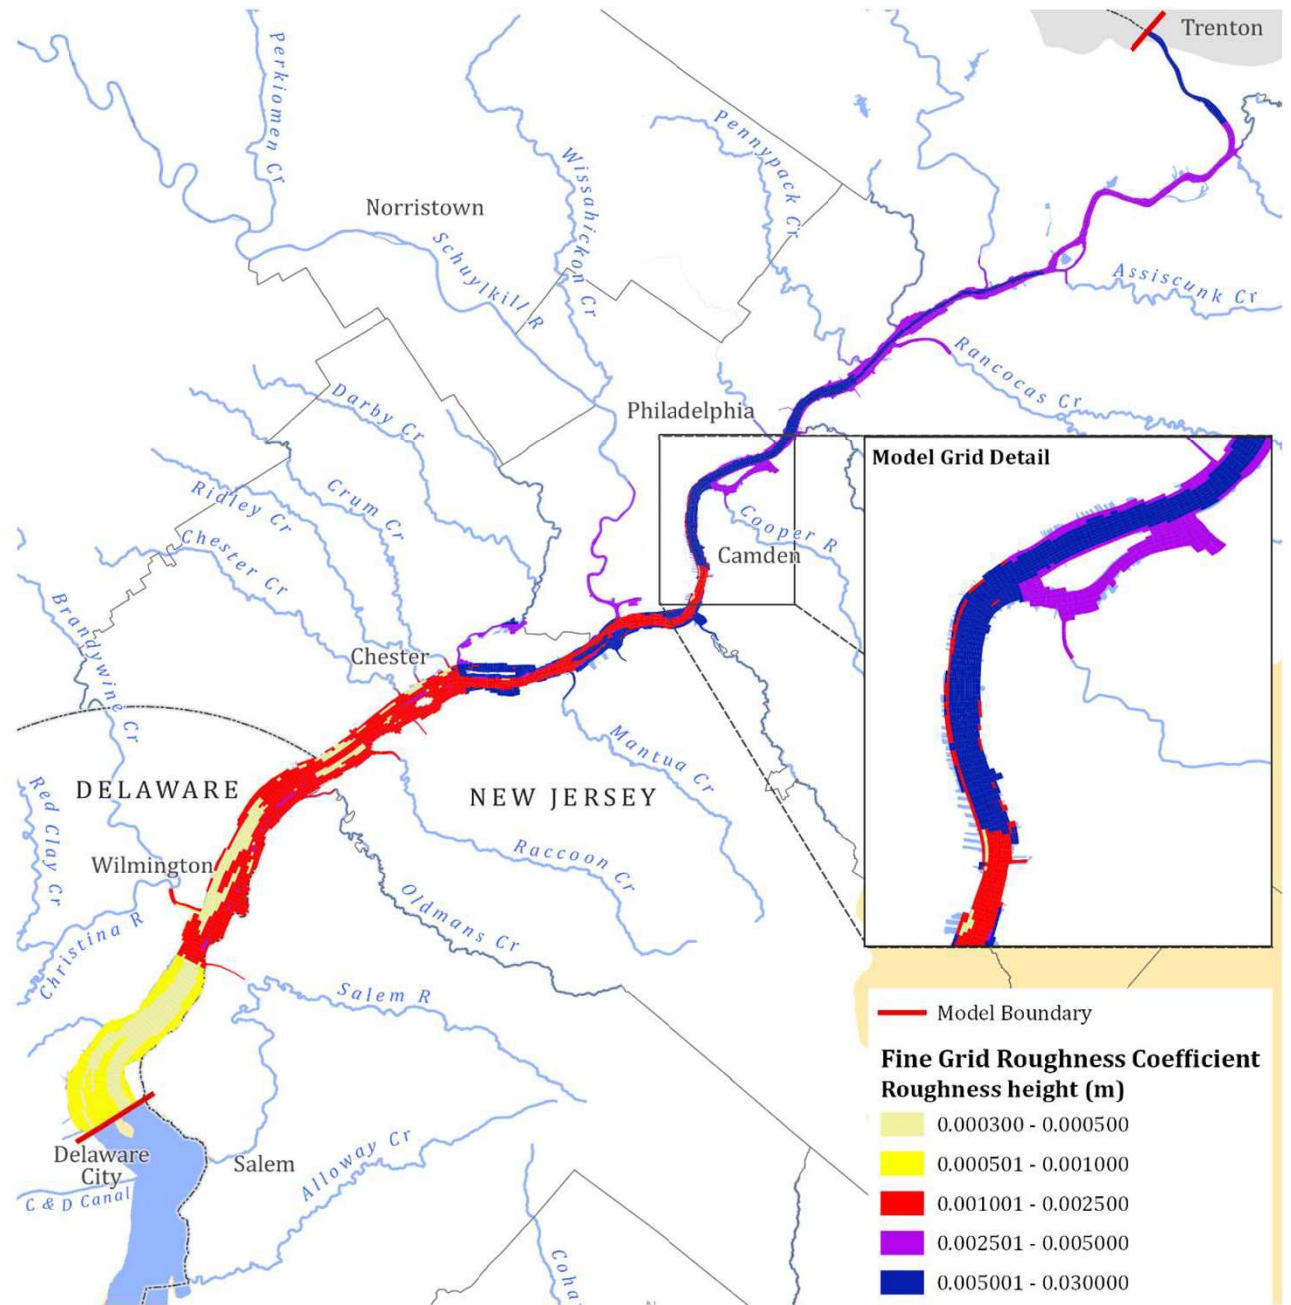 Trenton
Perkiomen Cr
Pennypack Cr
Wissahickon Cr
Norristown
Schuylkill R
Assiscunk Cr
Rancocas Cr
Darby Cr
Philadelphia
Model Grid Detail
Crum Cr
Ridley Cr
Cooper R
Chester Cr
Camden
Brandywine Cr
Chester
Mantua Cr
DELAWARE
NEW JERSEY
Red Clay Cr
Wilmington
Raccoon Cr
Oldmans Cr
Christina R
Salem R
Model Boundary
Fine Grid Roughness Coefficient
Roughness height (m)
0.000300 - 0.000500
0.000501 - 0.001000
0.001001 - 0.002500
0.002501 - 0.005000
0.005001 - 0.030000
Delaware
City
Salem
Alloway Cr
C & D Canal
Coha